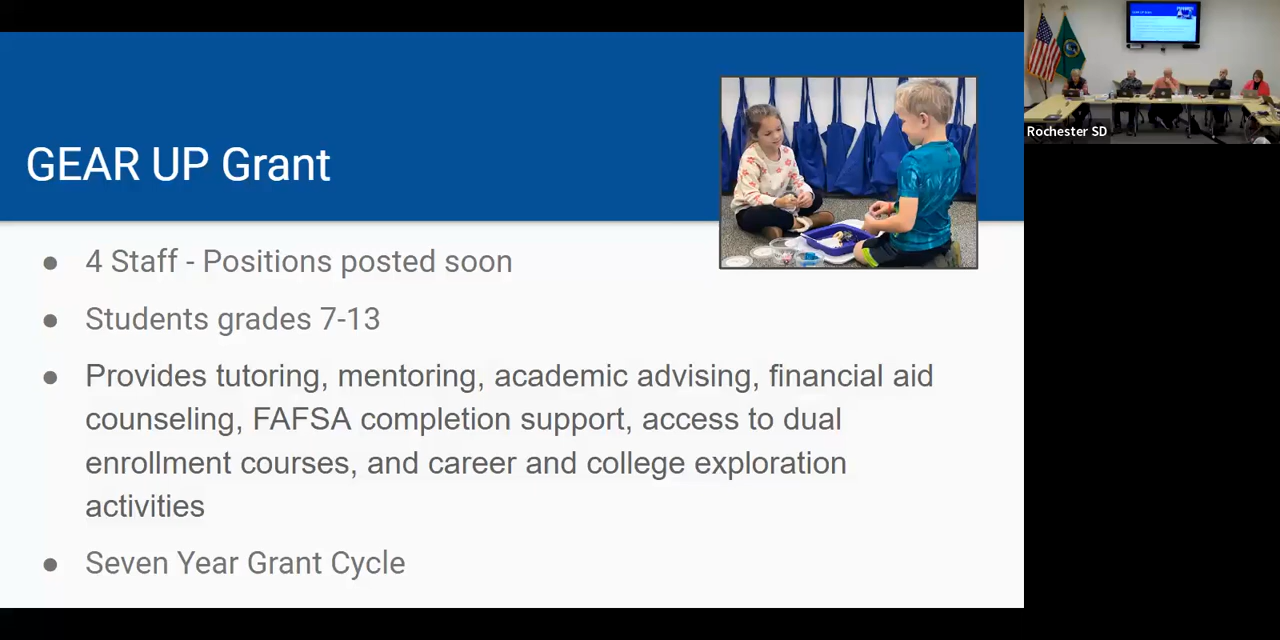 GEAR UP Grant
● 4 Staff - Positions posted soon
● Students grades 7-13
● Provides tutoring, mentoring, academic advising, financial aid
counseling, FAFSA completion support, access to dual
enrollment courses, and career and college exploration
activities
● Seven Year Grant Cycle
Rochester SD